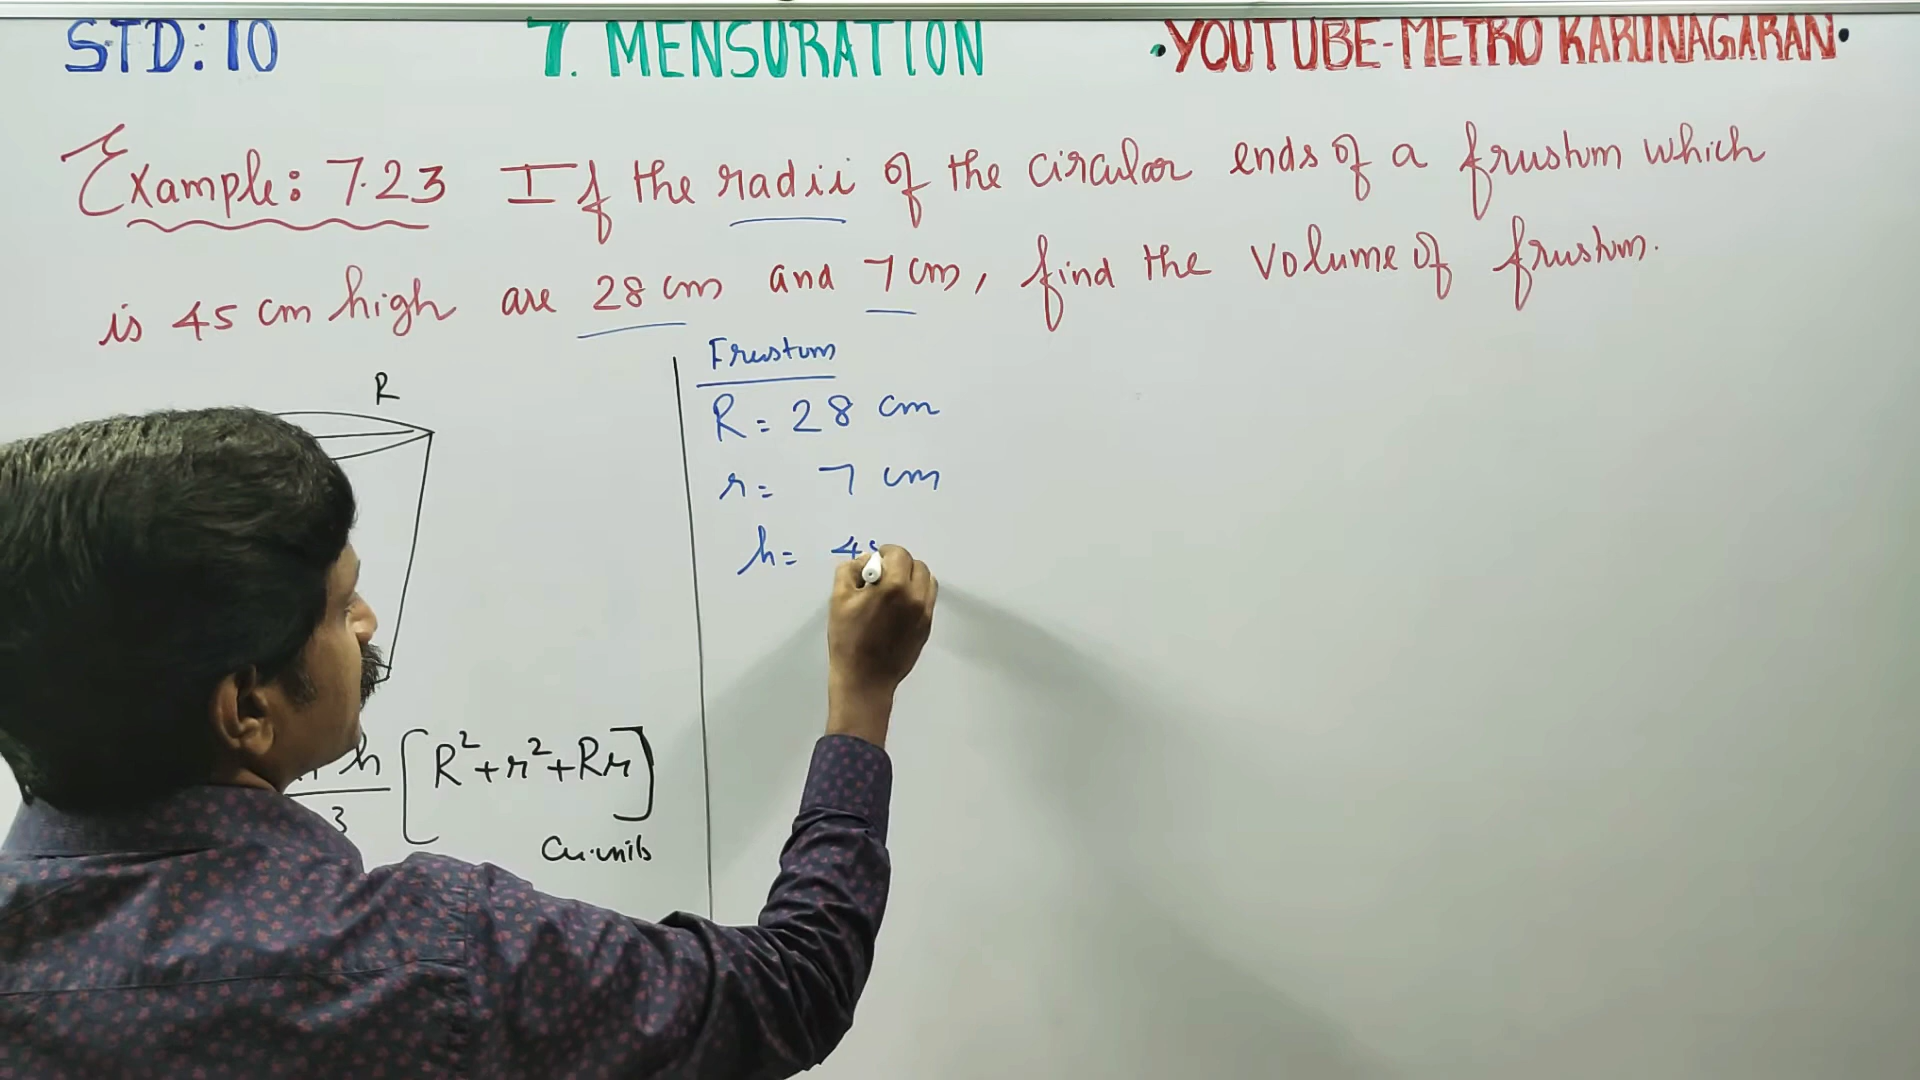 STD: 10 7. MENSURATION YOUTUBE-METRO KARUNAGARAN
Example: 7.23 If the radii of the circular ends of a frustum which
is 45 cm high are 28 cm and 7 cm, find the volume of frustum.
R
Frustum
R = 28 cm
r = 7 cm
h = 45
h/3 [R²+r²+Rr]
Cu.units